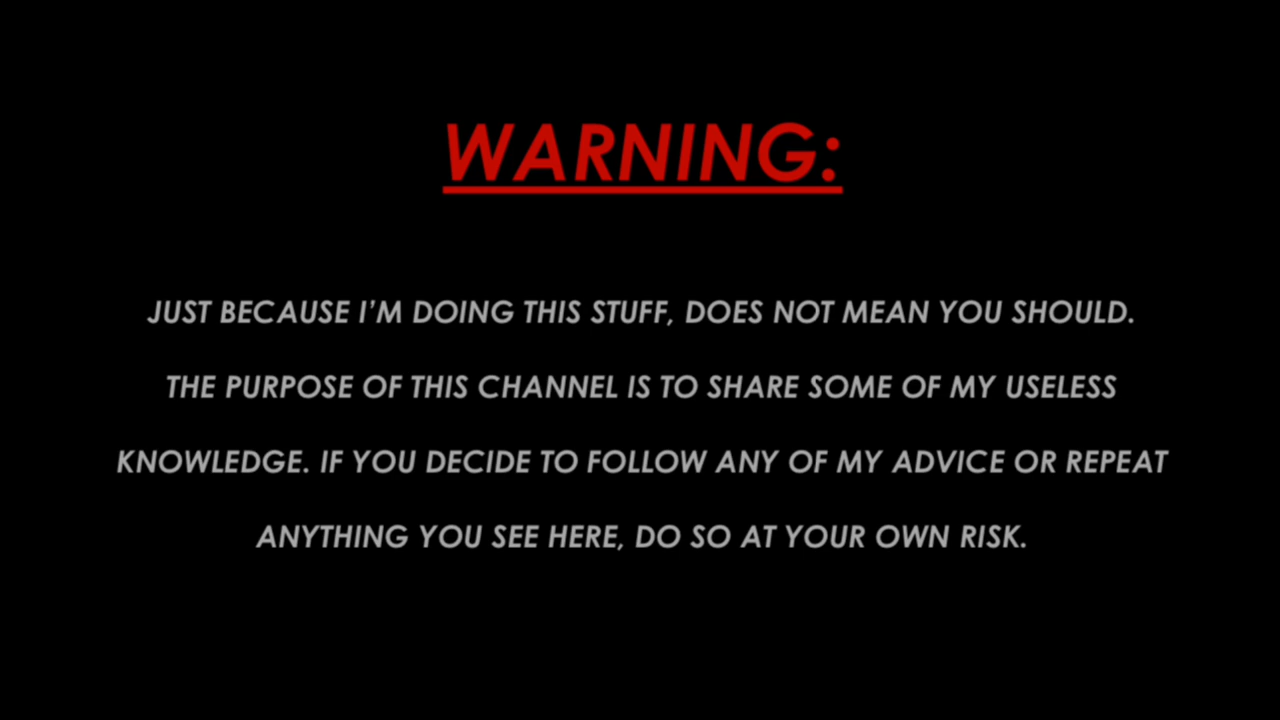 WARNING:
JUST BECAUSE I’M DOING THIS STUFF, DOES NOT MEAN YOU SHOULD.
THE PURPOSE OF THIS CHANNEL IS TO SHARE SOME OF MY USELESS
KNOWLEDGE. IF YOU DECIDE TO FOLLOW ANY OF MY ADVICE OR REPEAT
ANYTHING YOU SEE HERE, DO SO AT YOUR OWN RISK.